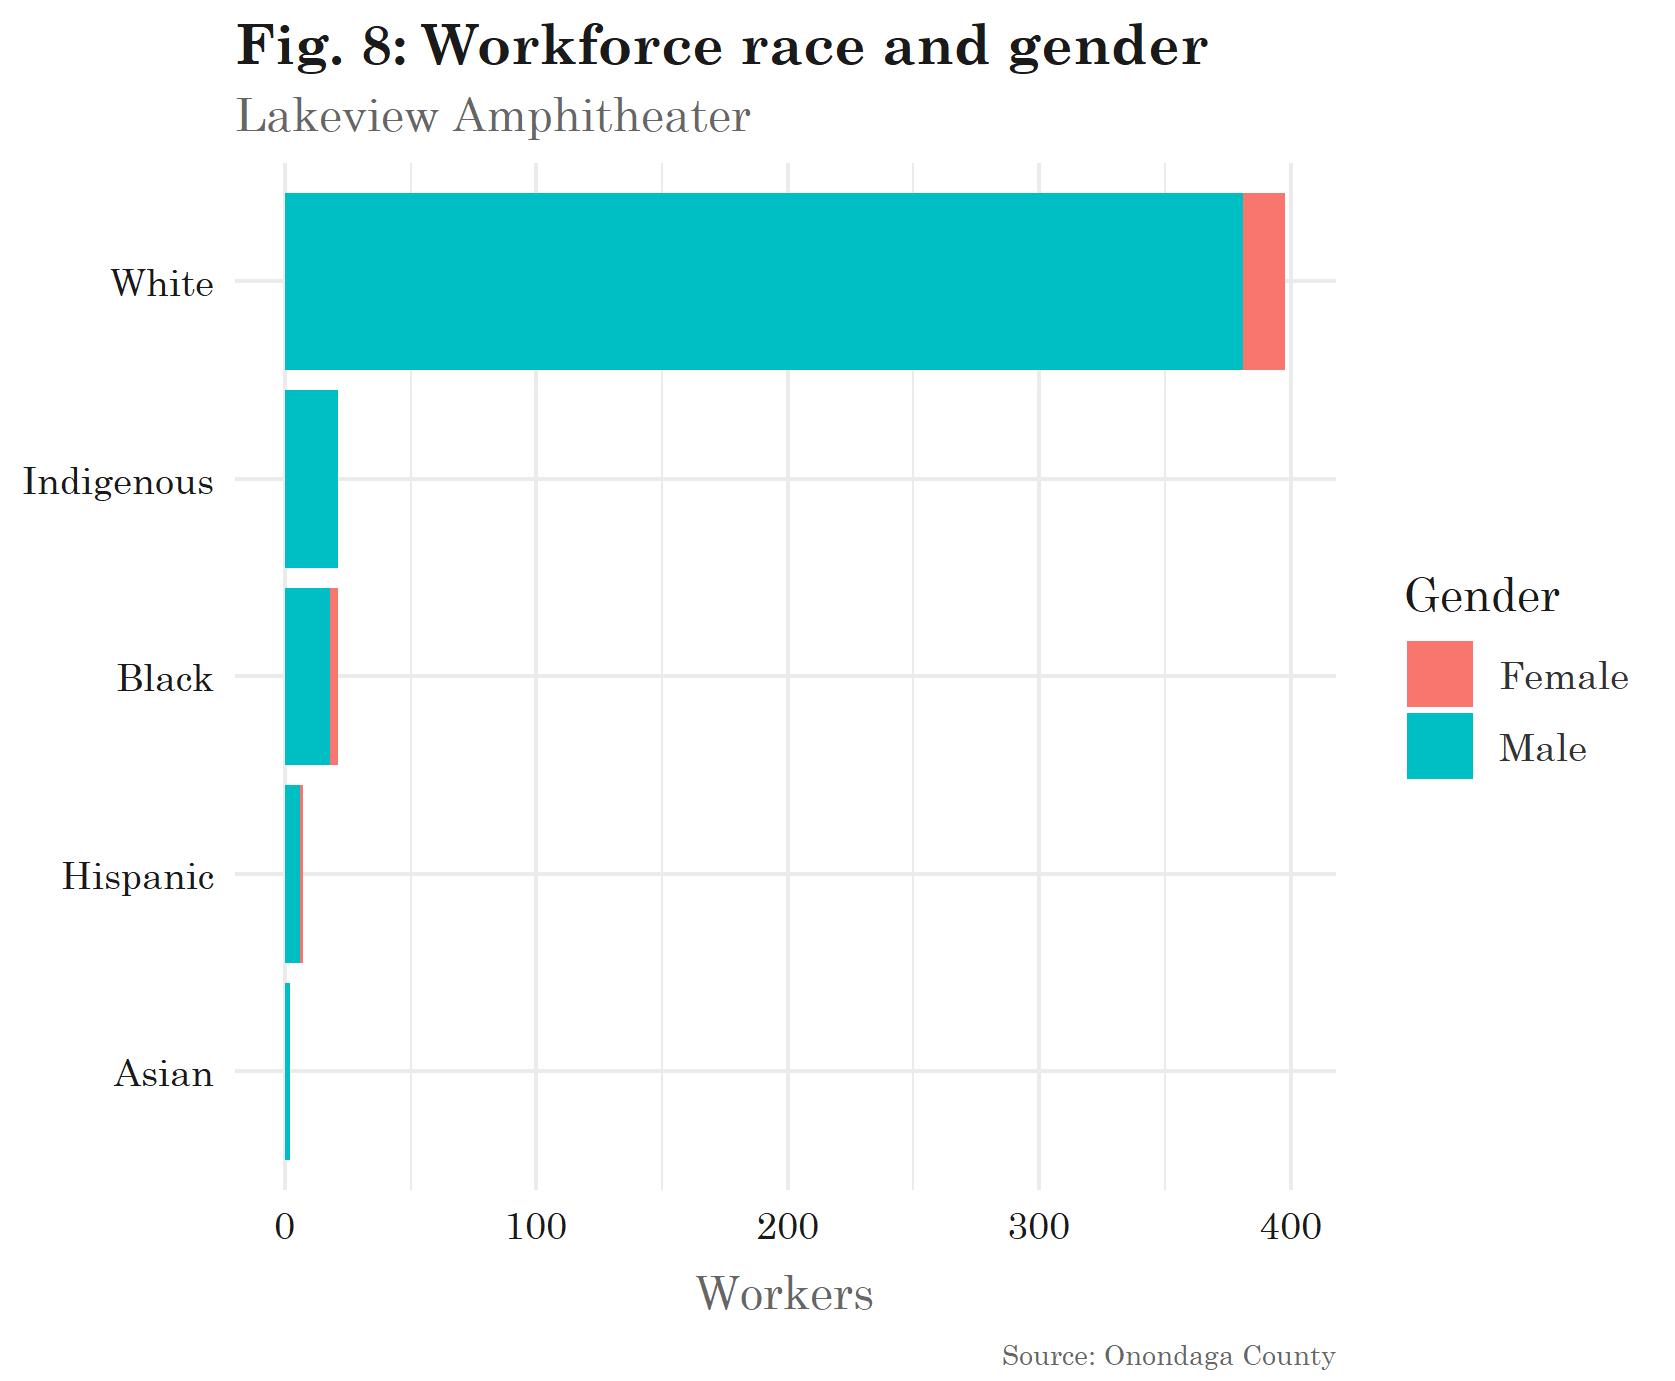 Fig. 8: Workforce race and gender
Lakeview Amphitheater
White
Indigenous
Black
Hispanic
Asian
0 100 200 300 400
Workers
Gender
Female
Male
Source: Onondaga County